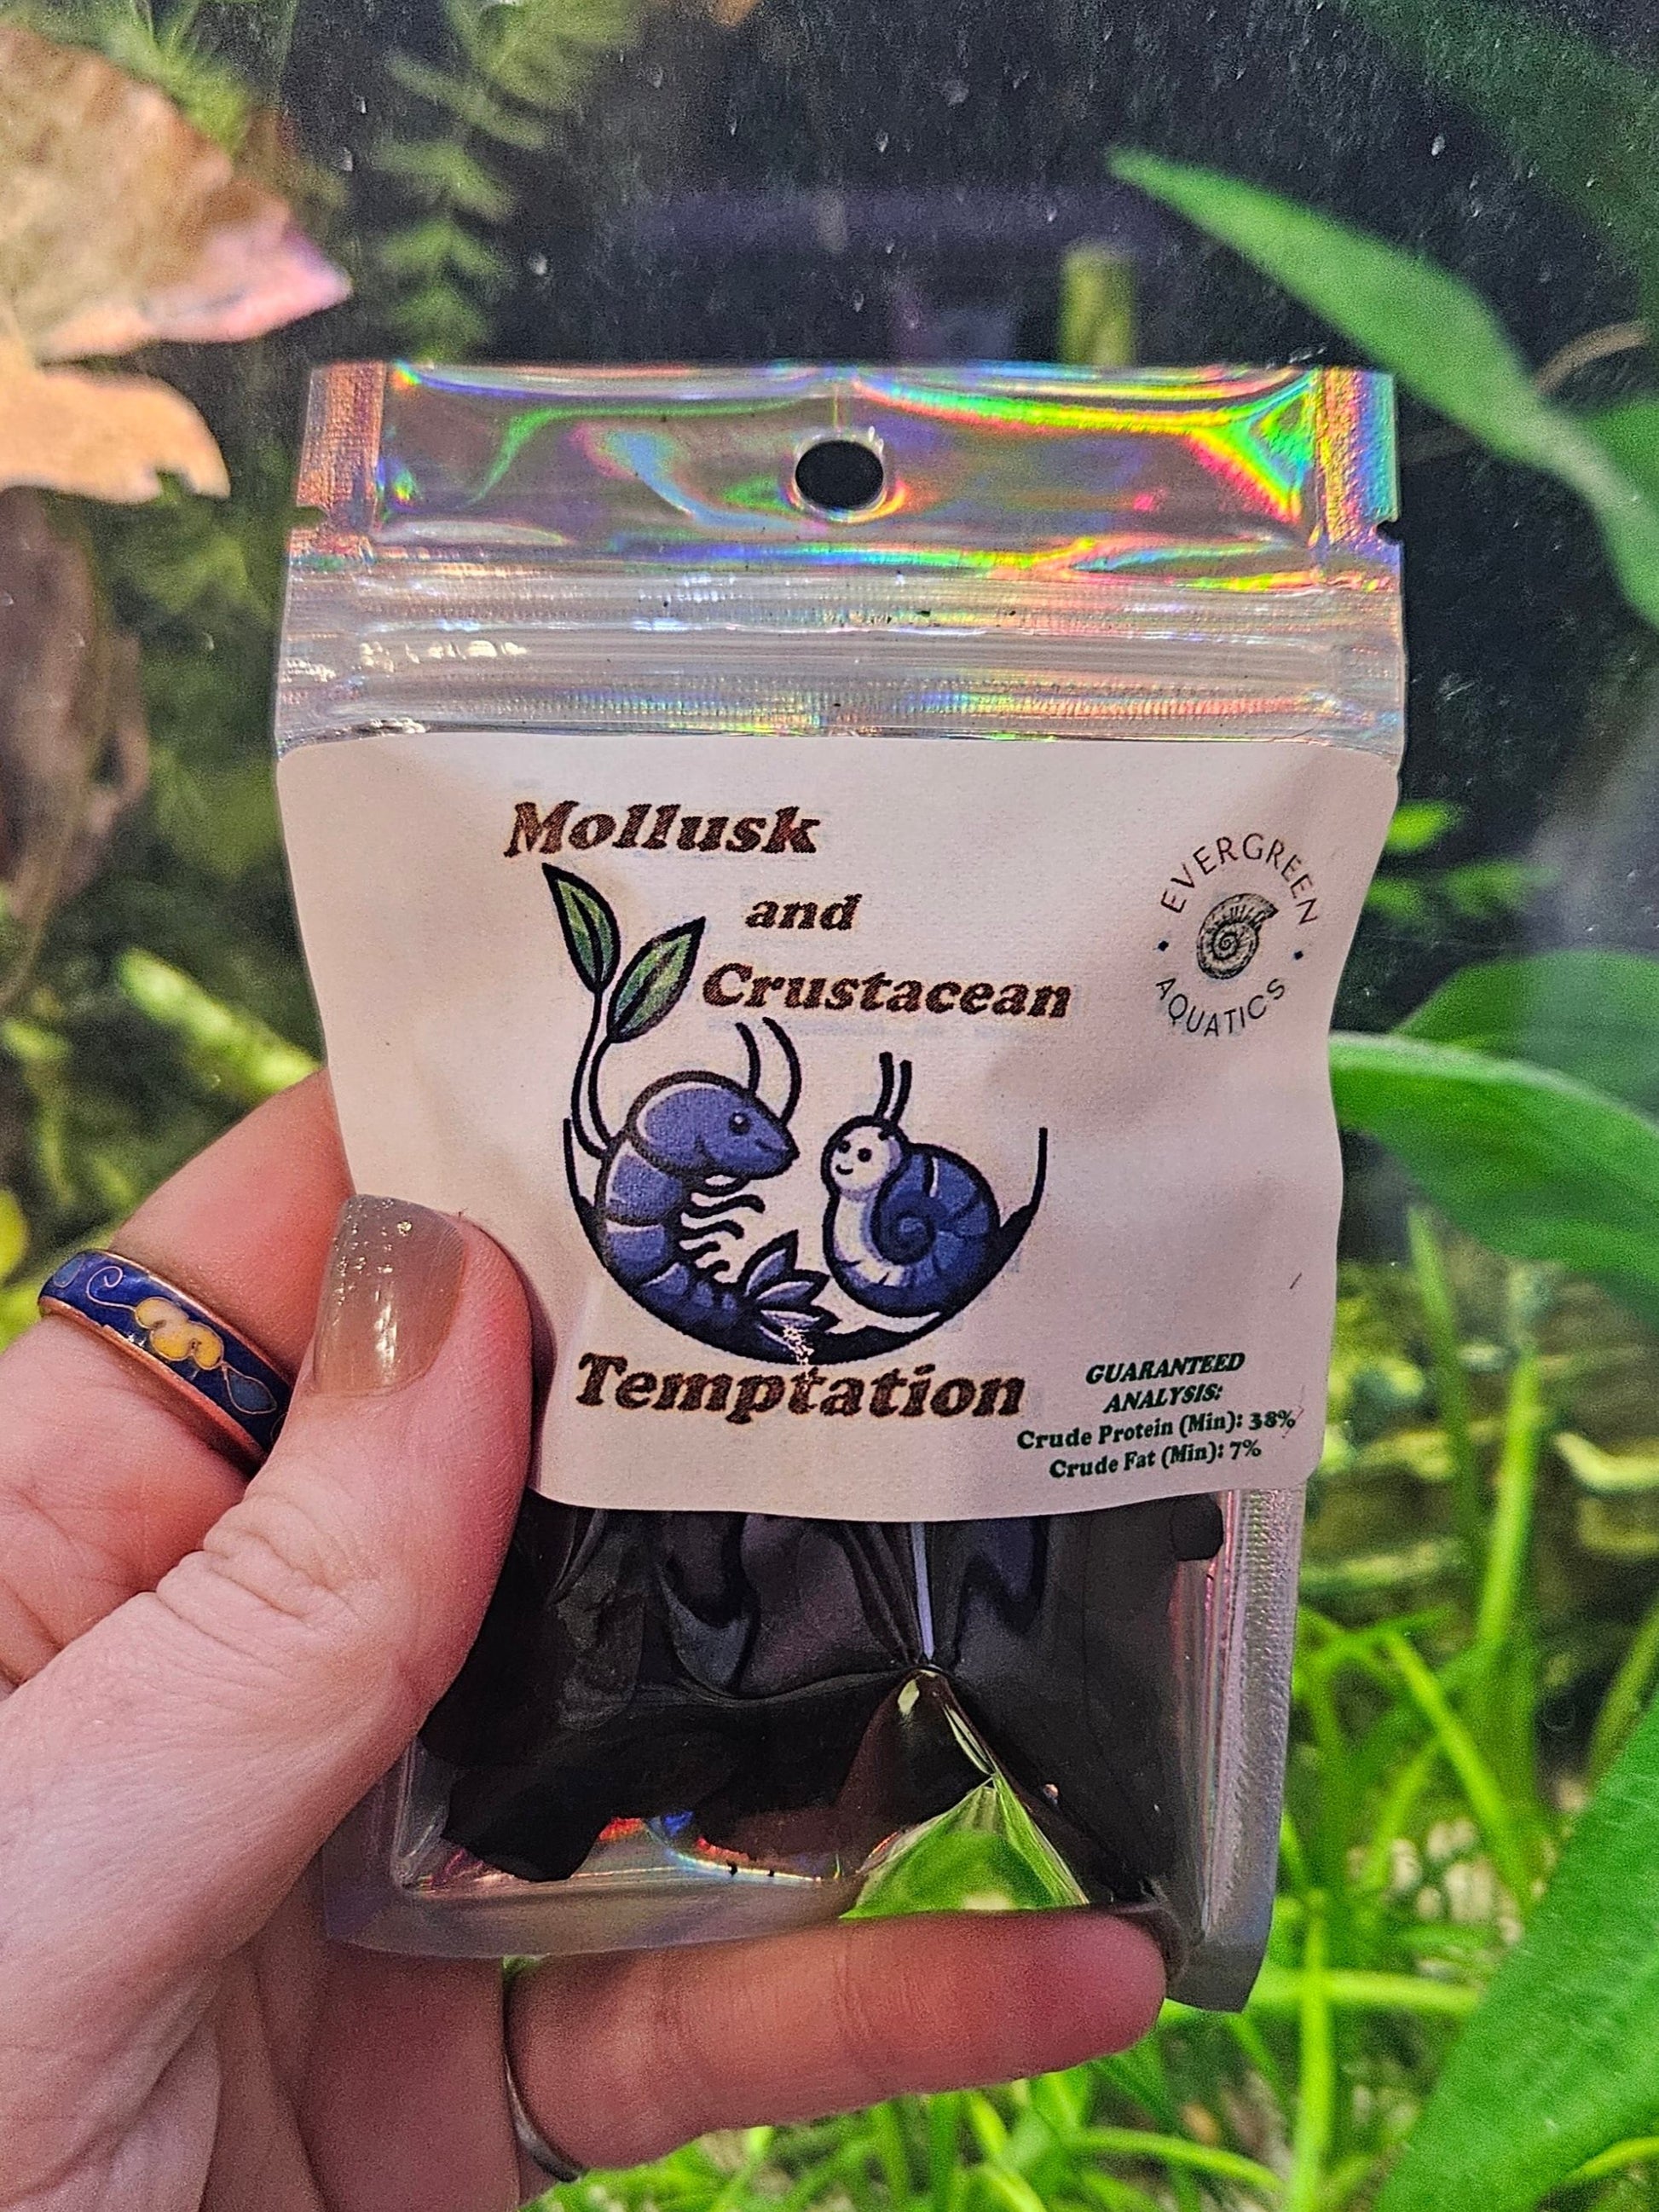 Mollusk
and
Crustacean
Temptation
EVERGREEN
AQUATICS
GUARANTEED
ANALYSIS:
Crude Protein (Min): 38%
Crude Fat (Min): 7%